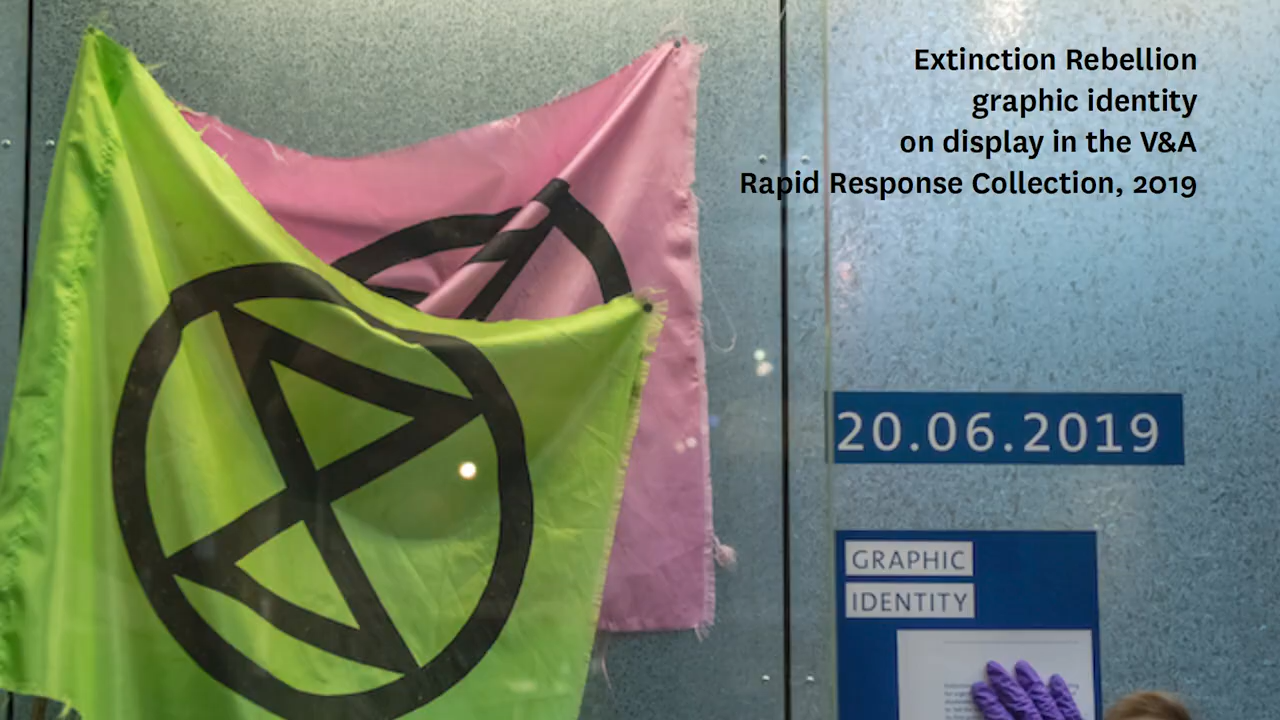 Extinction Rebellion
graphic identity
on display in the V&A
Rapid Response Collection, 2019
20.06.2019
GRAPHIC
IDENTITY